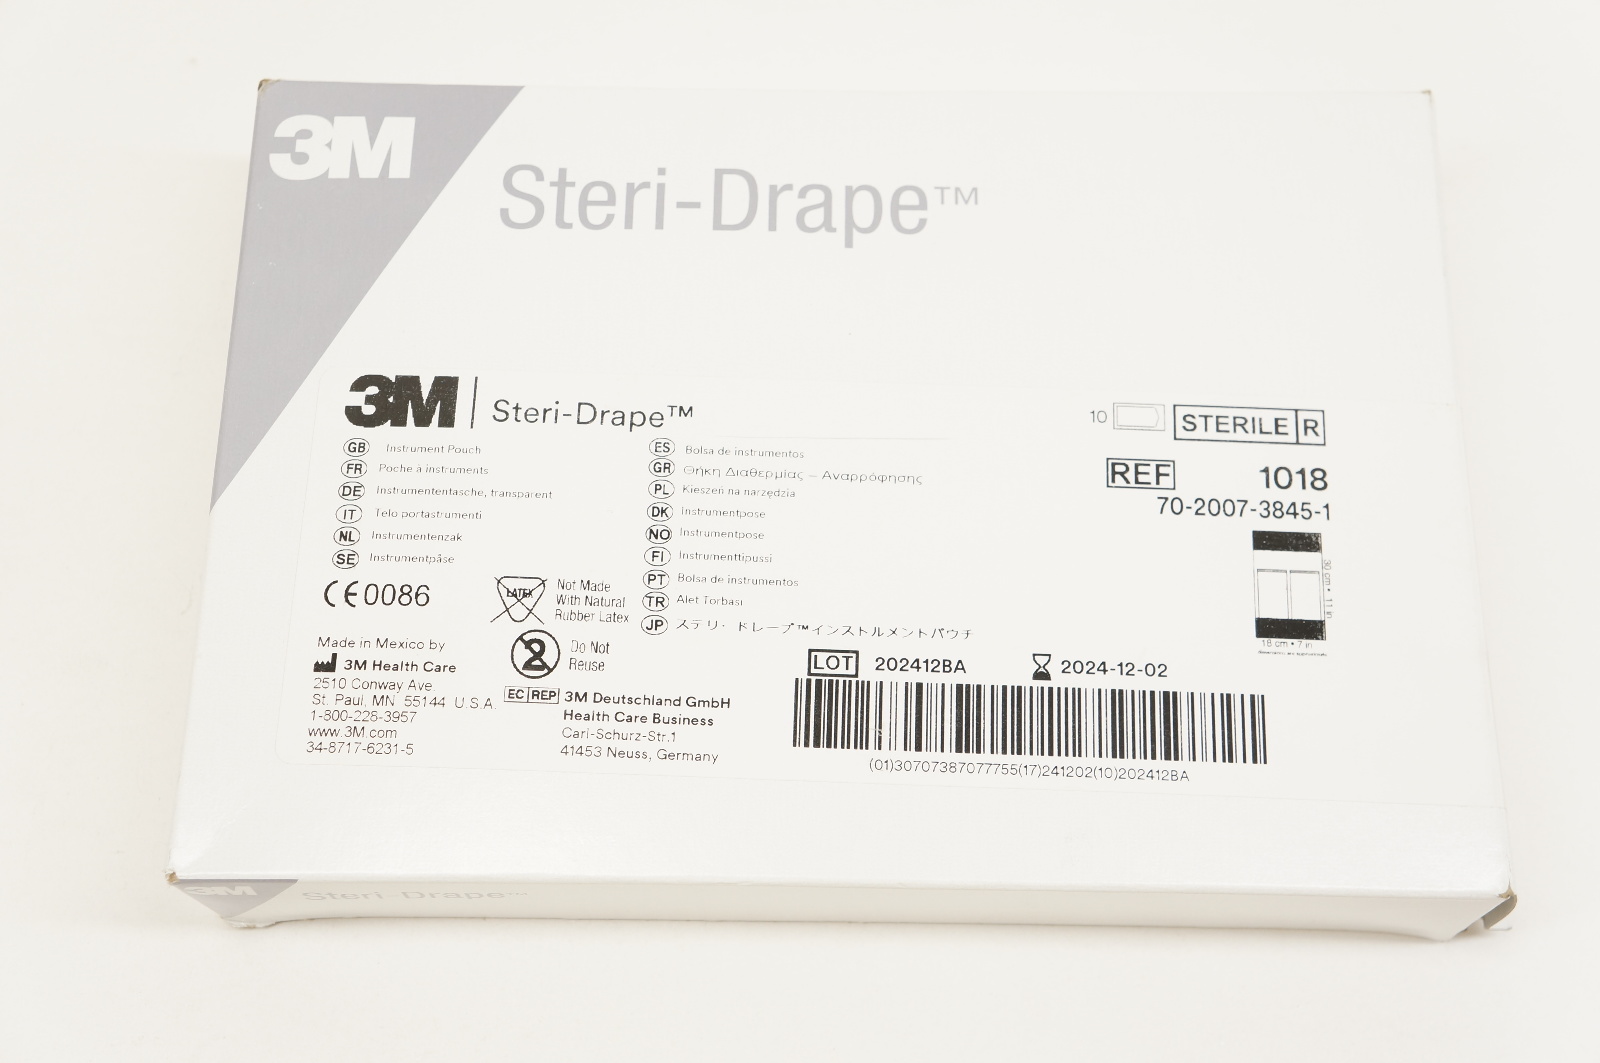 3M
Steri-Drape™
3M Steri-Drape™
GB Instrument Pouch
FR Poche à instruments
DE Instrumententasche, transparent
IT Telo portastrumenti
NL Instrumentenzak
SE Instrumentpåse
ES Bolsa de instrumentos
GR Θήκη Διαθερμίας – Αναρρόφησης
PL Kieszeń na narzędzia
DK Instrumentpose
NO Instrumentpose
FI Instrumenttipussi
PT Bolsa de instrumentos
TR Alet Torbası
JP ステリ・ドレープ™インストルメントパウチ
10 STERILE R
REF 1018
70-2007-3845-1
30 cm • 11 in
18 cm • 7 in
CE0086
LATEX
Not Made
With Natural
Rubber Latex
2
Do Not
Reuse
Made in Mexico by
3M Health Care
2510 Conway Ave.
St. Paul, MN 55144 U.S.A.
1-800-228-3957
www.3M.com
34-8717-6231-5
EC REP 3M Deutschland GmbH
Health Care Business
Carl-Schurz-Str.1
41453 Neuss, Germany
LOT 202412BA 2024-12-02
(01)30707387077755(17)241202(10)202412BA
3M Steri-Drape™